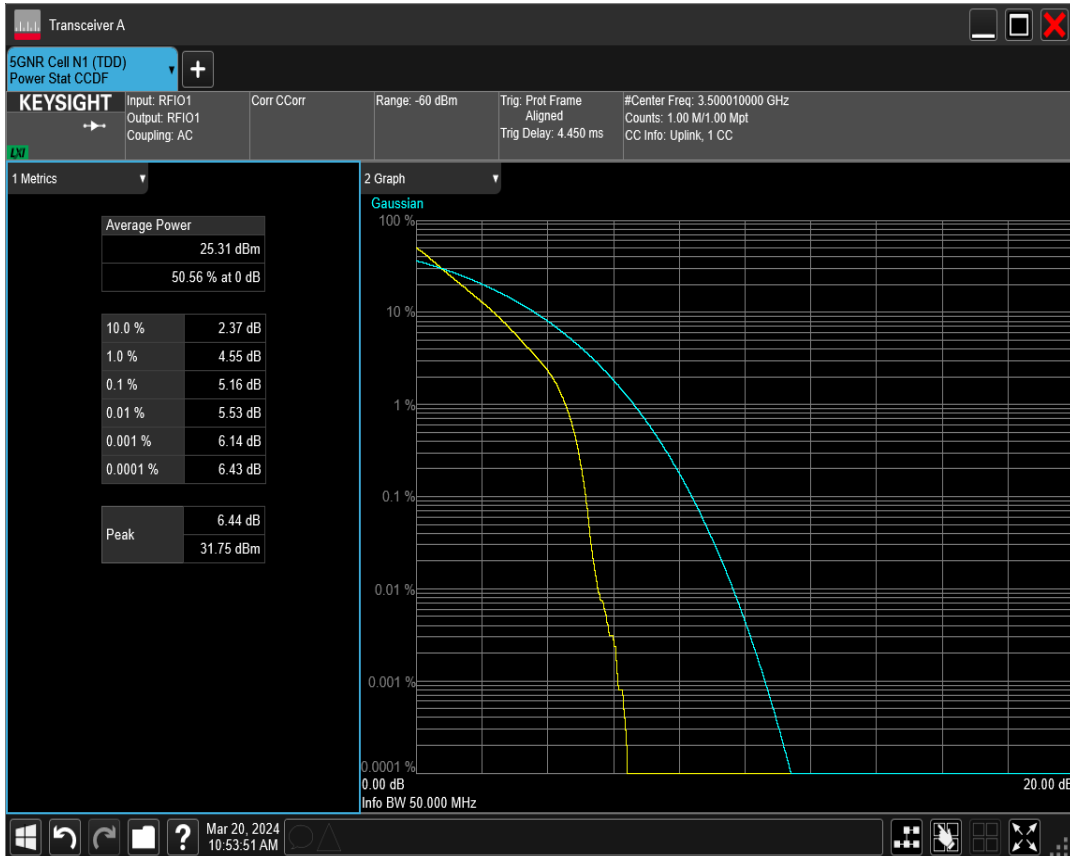 Transceiver A
5GNR Cell N1 (TDD)
Power Stat CCDF
+
KEYSIGHT
LXI
Input: RFIO1
Output: RFIO1
Coupling: AC
Corr CCorr
Range: -60 dBm
Trig: Prot Frame
Aligned
Trig Delay: 4.450 ms
#Center Freq: 3.500010000 GHz
Counts: 1.00 M/1.00 Mpt
CC Info: Uplink, 1 CC
1 Metrics
Average Power
25.31 dBm
50.56 % at 0 dB
10.0 % 2.37 dB
1.0 % 4.55 dB
0.1 % 5.16 dB
0.01 % 5.53 dB
0.001 % 6.14 dB
0.0001 % 6.43 dB
Peak
6.44 dB
31.75 dBm
2 Graph
Gaussian
100 %
10 %
1 %
0.1 %
0.01 %
0.001 %
0.0001 %
0.00 dB 20.00 dB
Info BW 50.000 MHz
?
Mar 20, 2024
10:53:51 AM